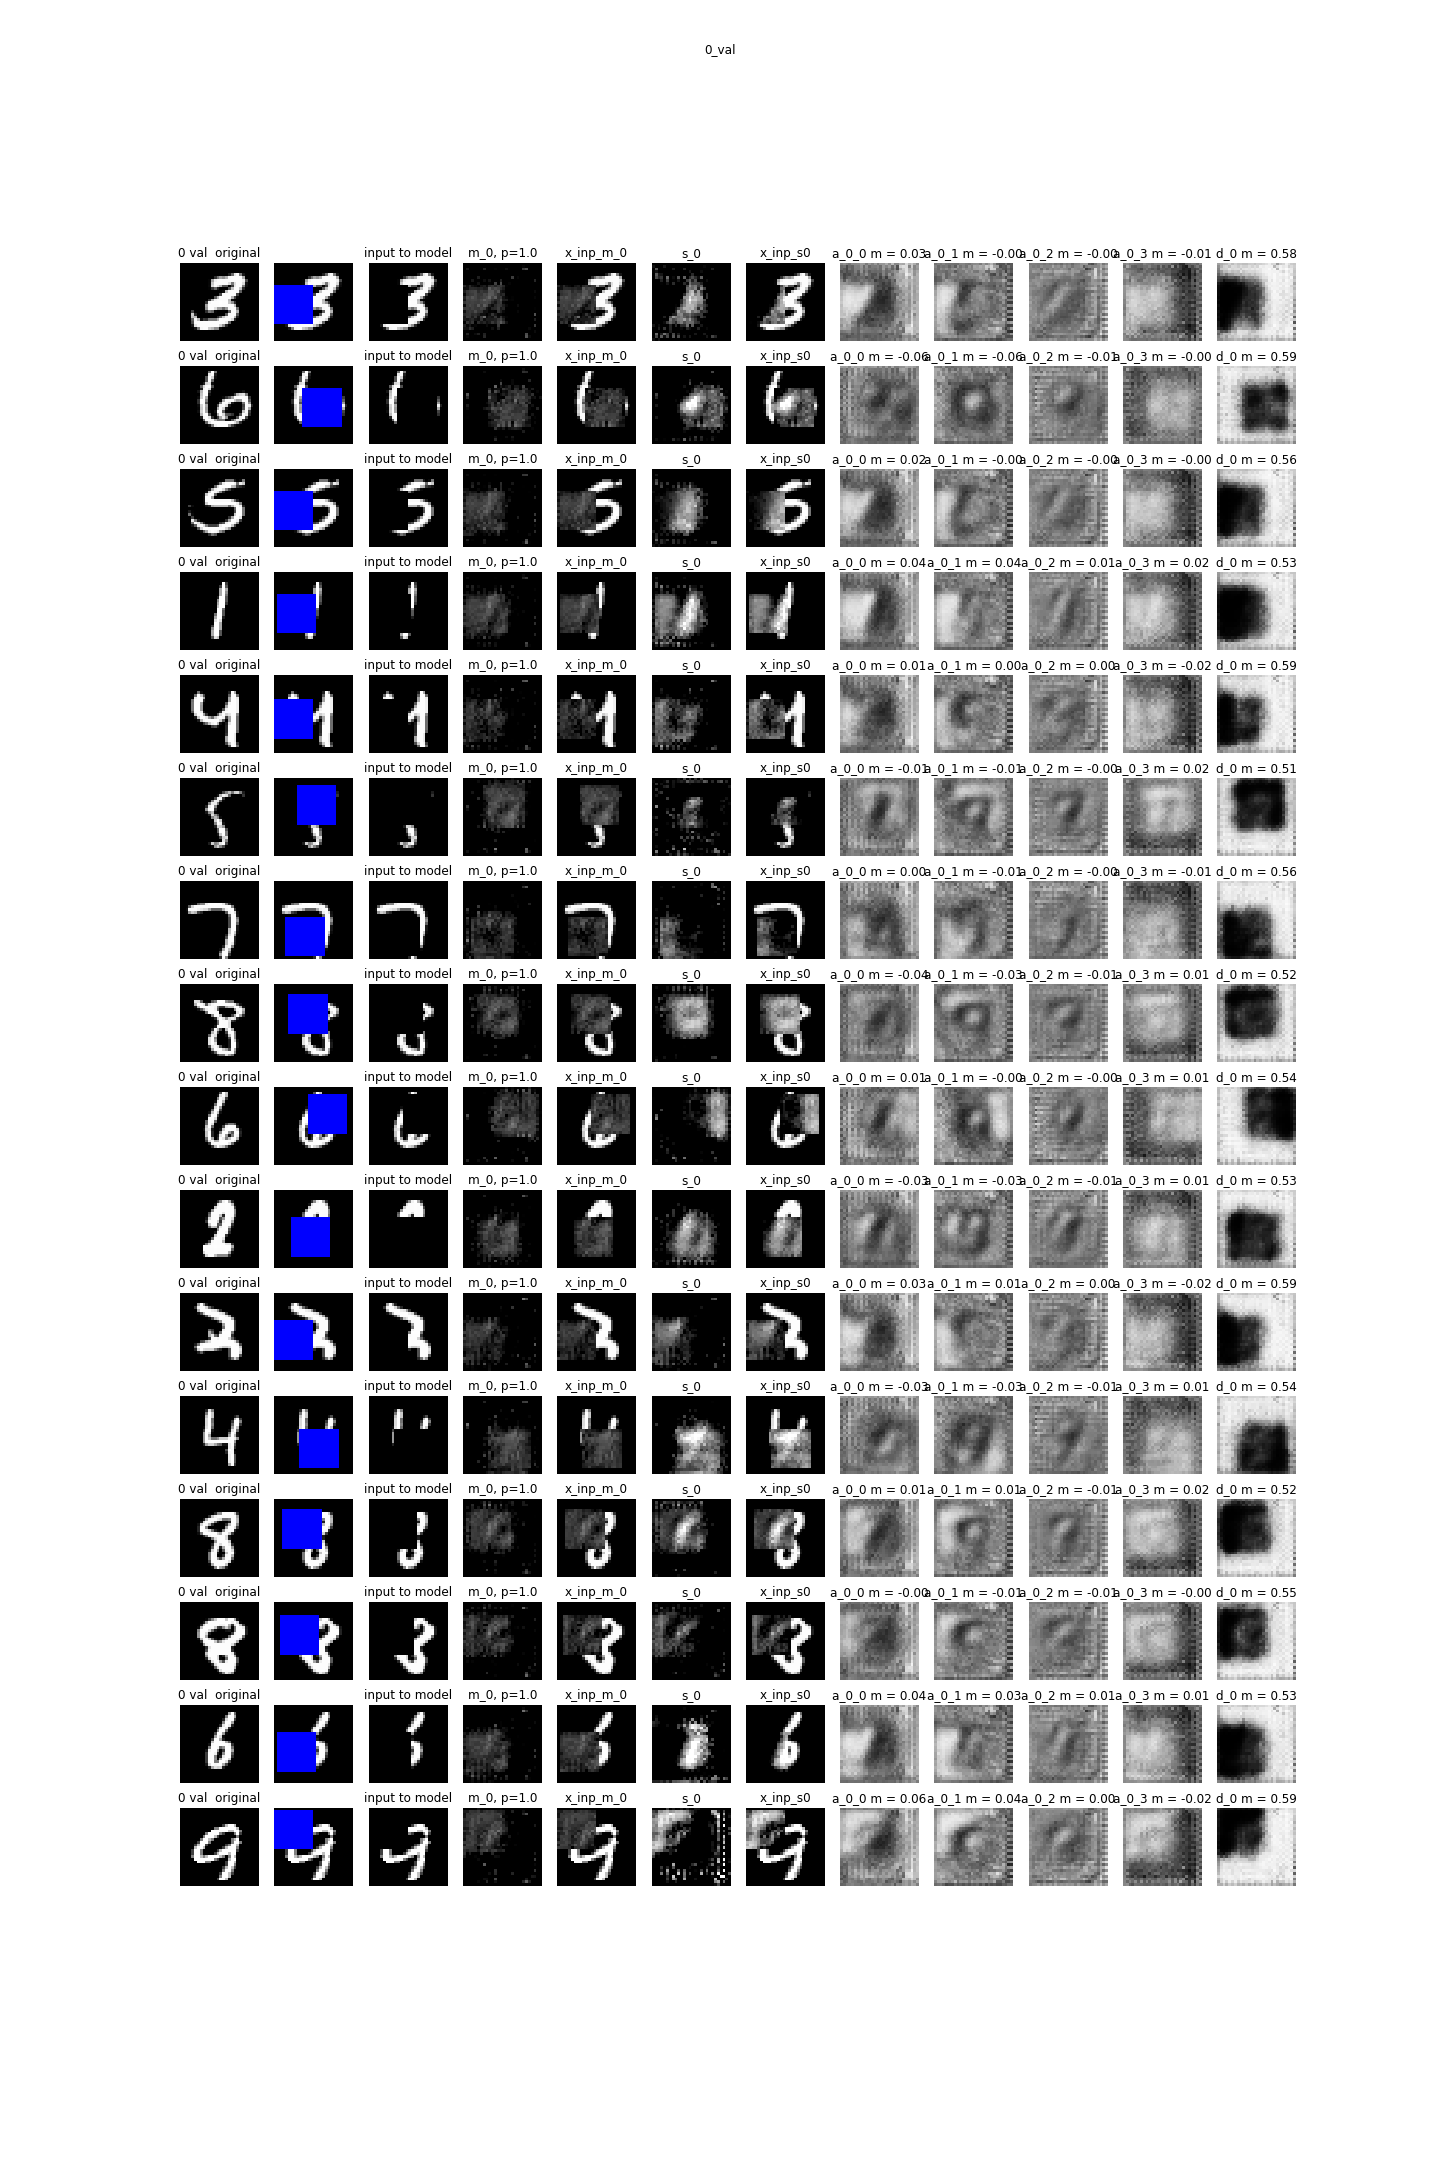 0_val
0 val original input to model m_0, p=1.0 x_inp_m_0 s_0 x_inp_s0 a_0_0 m = 0.03 a_0_1 m = -0.00 a_0_2 m = -0.00 a_0_3 m = -0.01 d_0 m = 0.58
0 val original input to model m_0, p=1.0 x_inp_m_0 s_0 x_inp_s0 a_0_0 m = -0.06 a_0_1 m = -0.06 a_0_2 m = -0.01 a_0_3 m = -0.00 d_0 m = 0.59
0 val original input to model m_0, p=1.0 x_inp_m_0 s_0 x_inp_s0 a_0_0 m = 0.02 a_0_1 m = -0.00 a_0_2 m = -0.00 a_0_3 m = -0.00 d_0 m = 0.56
0 val original input to model m_0, p=1.0 x_inp_m_0 s_0 x_inp_s0 a_0_0 m = 0.04 a_0_1 m = 0.04 a_0_2 m = 0.01 a_0_3 m = 0.02 d_0 m = 0.53
0 val original input to model m_0, p=1.0 x_inp_m_0 s_0 x_inp_s0 a_0_0 m = 0.01 a_0_1 m = 0.00 a_0_2 m = 0.00 a_0_3 m = -0.02 d_0 m = 0.59
0 val original input to model m_0, p=1.0 x_inp_m_0 s_0 x_inp_s0 a_0_0 m = -0.01 a_0_1 m = -0.01 a_0_2 m = -0.00 a_0_3 m = 0.02 d_0 m = 0.51
0 val original input to model m_0, p=1.0 x_inp_m_0 s_0 x_inp_s0 a_0_0 m = 0.00 a_0_1 m = -0.01 a_0_2 m = -0.00 a_0_3 m = -0.01 d_0 m = 0.56
0 val original input to model m_0, p=1.0 x_inp_m_0 s_0 x_inp_s0 a_0_0 m = -0.04 a_0_1 m = -0.03 a_0_2 m = -0.01 a_0_3 m = 0.01 d_0 m = 0.52
0 val original input to model m_0, p=1.0 x_inp_m_0 s_0 x_inp_s0 a_0_0 m = 0.01 a_0_1 m = -0.00 a_0_2 m = -0.00 a_0_3 m = 0.01 d_0 m = 0.54
0 val original input to model m_0, p=1.0 x_inp_m_0 s_0 x_inp_s0 a_0_0 m = -0.03 a_0_1 m = -0.03 a_0_2 m = -0.01 a_0_3 m = 0.01 d_0 m = 0.53
0 val original input to model m_0, p=1.0 x_inp_m_0 s_0 x_inp_s0 a_0_0 m = 0.03 a_0_1 m = 0.01 a_0_2 m = 0.00 a_0_3 m = -0.02 d_0 m = 0.59
0 val original input to model m_0, p=1.0 x_inp_m_0 s_0 x_inp_s0 a_0_0 m = -0.03 a_0_1 m = -0.03 a_0_2 m = -0.01 a_0_3 m = 0.01 d_0 m = 0.54
0 val original input to model m_0, p=1.0 x_inp_m_0 s_0 x_inp_s0 a_0_0 m = 0.01 a_0_1 m = 0.01 a_0_2 m = -0.01 a_0_3 m = 0.02 d_0 m = 0.52
0 val original input to model m_0, p=1.0 x_inp_m_0 s_0 x_inp_s0 a_0_0 m = -0.00 a_0_1 m = -0.01 a_0_2 m = -0.01 a_0_3 m = -0.00 d_0 m = 0.55
0 val original input to model m_0, p=1.0 x_inp_m_0 s_0 x_inp_s0 a_0_0 m = 0.04 a_0_1 m = 0.03 a_0_2 m = 0.01 a_0_3 m = 0.01 d_0 m = 0.53
0 val original input to model m_0, p=1.0 x_inp_m_0 s_0 x_inp_s0 a_0_0 m = 0.06 a_0_1 m = 0.04 a_0_2 m = 0.00 a_0_3 m = -0.02 d_0 m = 0.59